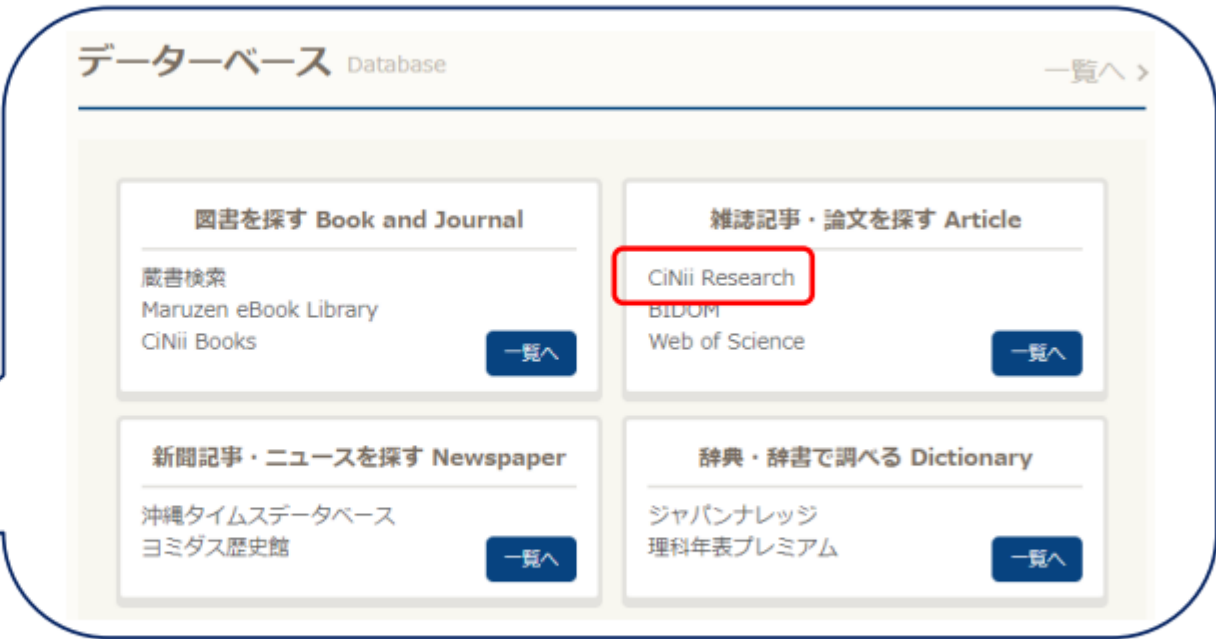 データーベース Database
一覧へ >
図書を探す Book and Journal
蔵書検索
Maruzen eBook Library
CiNii Books
一覧へ
雑誌記事・論文を探す Article
CiNii Research
BIDOM
Web of Science
一覧へ
新聞記事・ニュースを探す Newspaper
沖縄タイムスデータベース
ヨミダス歴史館
一覧へ
辞典・辞書で調べる Dictionary
ジャパンナレッジ
理科年表プレミアム
一覧へ